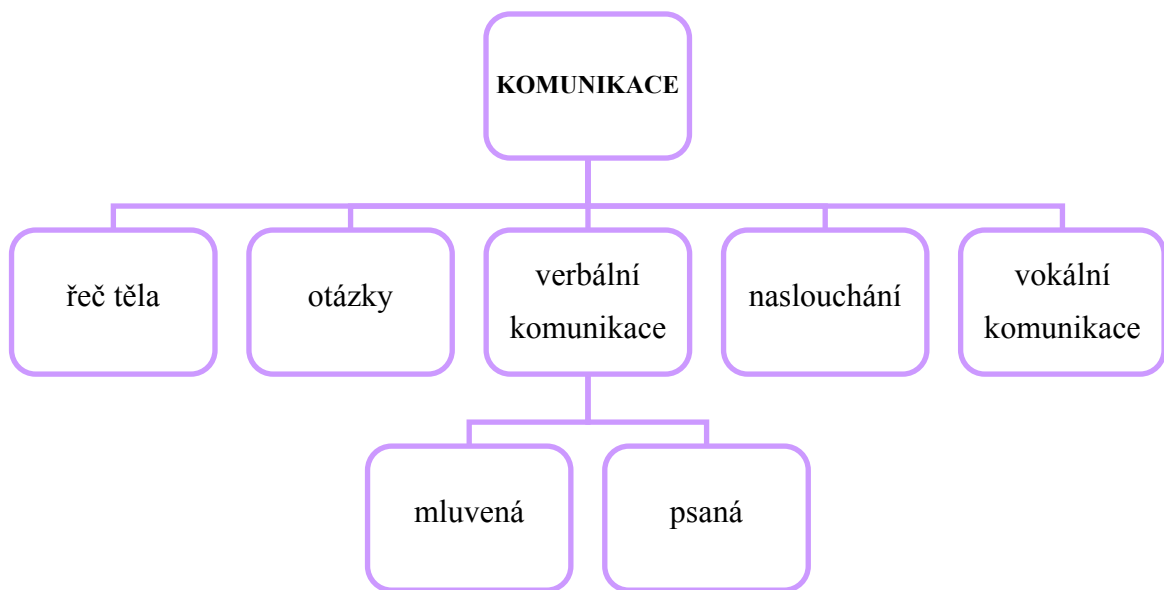 KOMUNIKACE
řeč těla
otázky
verbální
komunikace
naslouchání
vokální
komunikace
mluvená
psaná